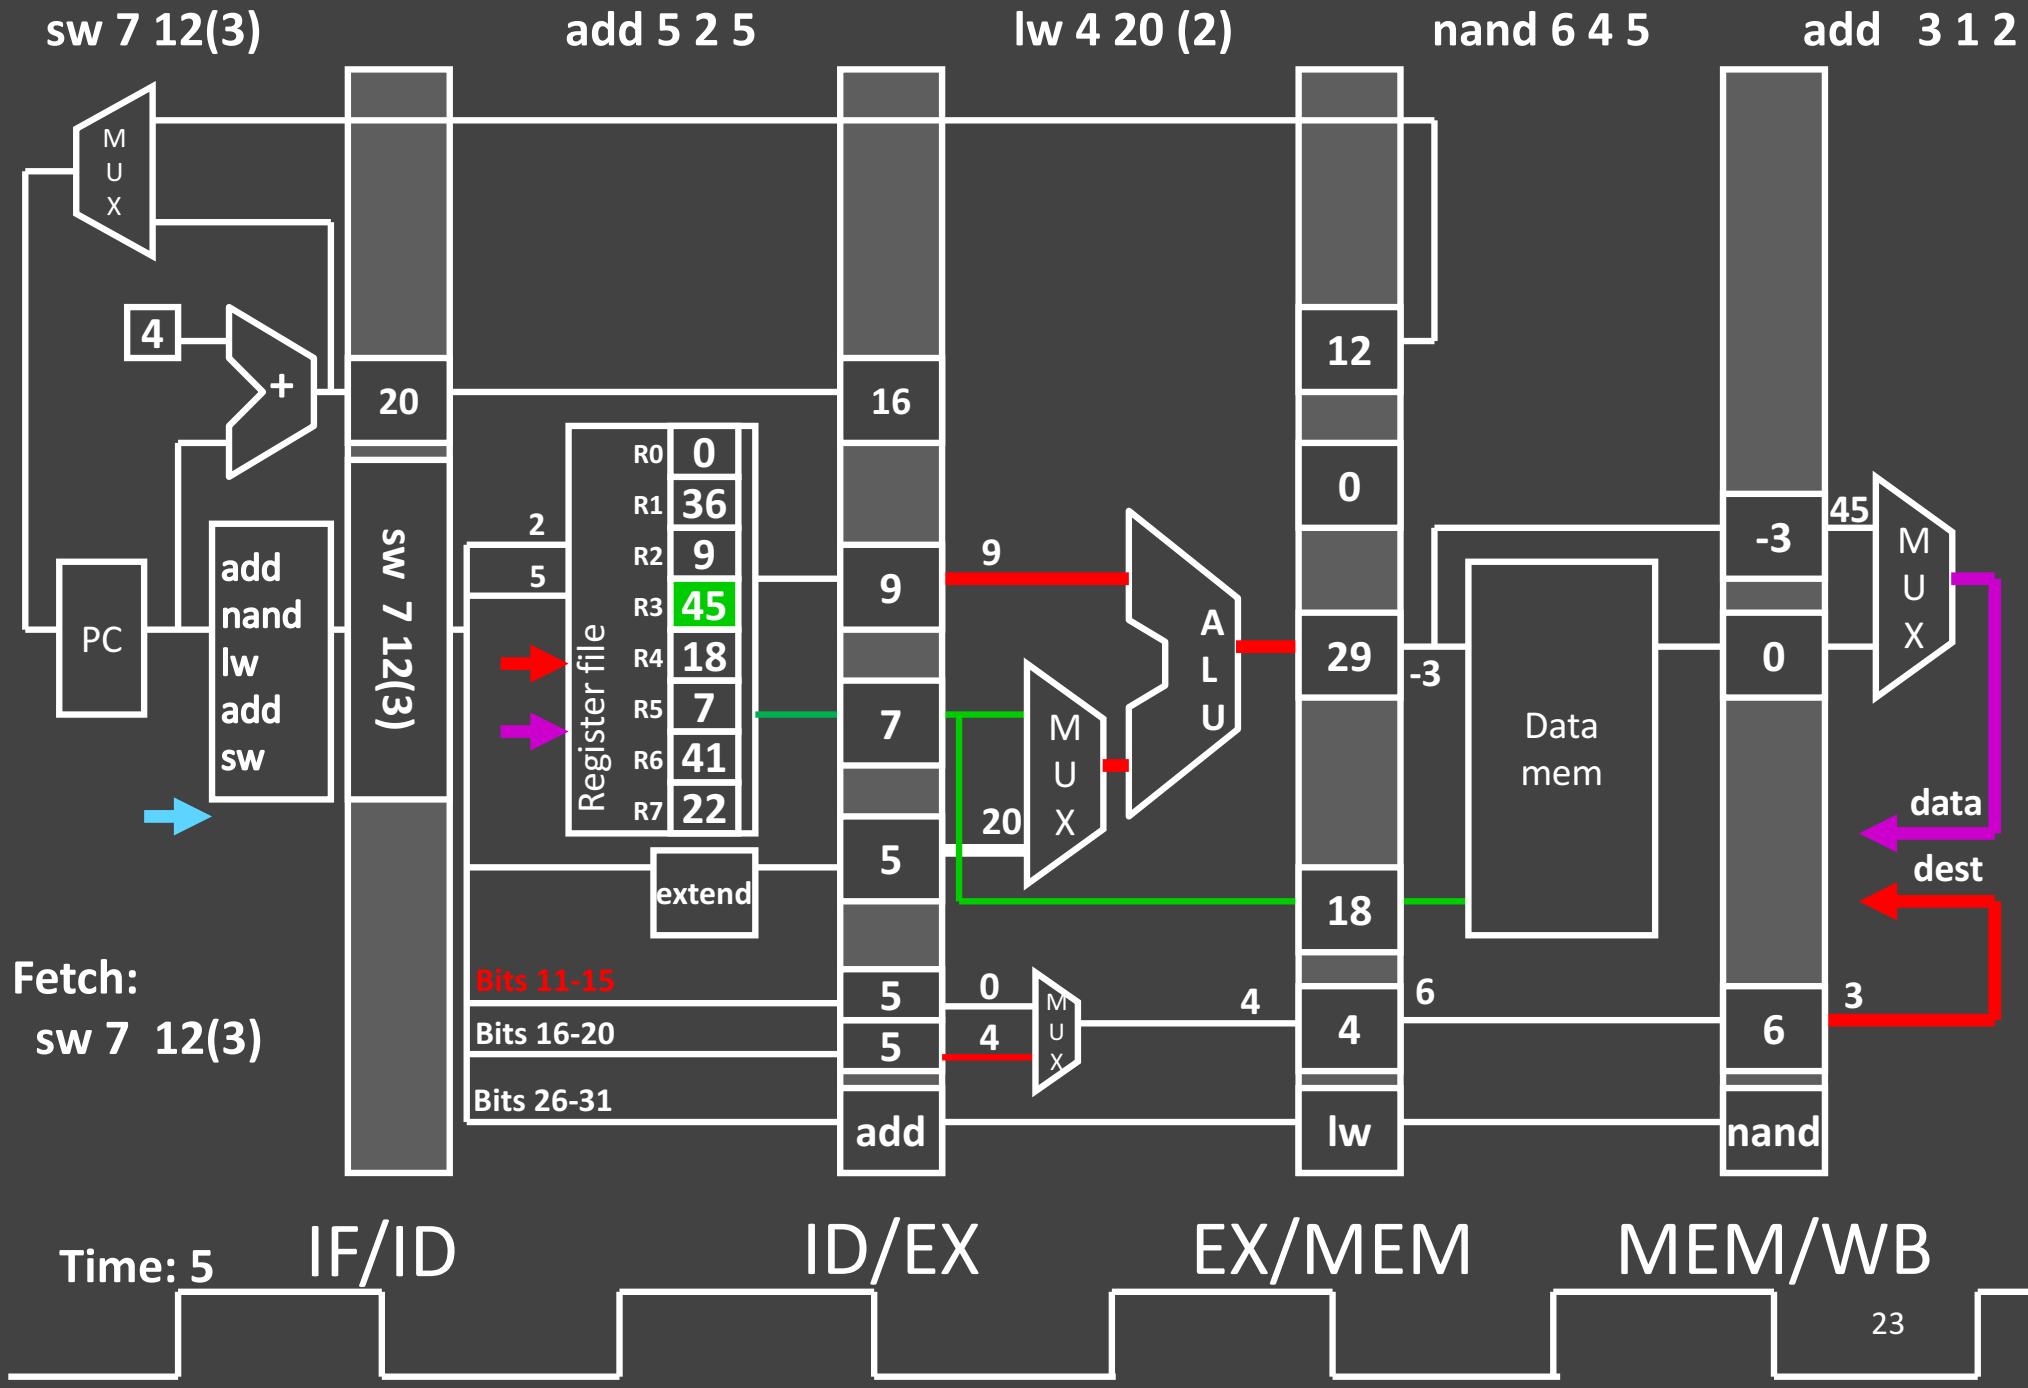 sw 7 12(3)
add 5 2 5
lw 4 20 (2)
nand 6 4 5
add 3 1 2
M
U
X
4
+
20
16
12
0
PC
add
nand
lw
add
sw
sw 7 12(3)
2
5
Register file
R0 0
R1 36
R2 9
R3 45
R4 18
R5 7
R6 41
R7 22
extend
9
7
5
9
20
M
U
X
A
L
U
29
-3
18
Data
mem
-3
0
45
M
U
X
data
dest
Fetch:
sw 7 12(3)
Bits 11-15
Bits 16-20
Bits 26-31
5
5
add
0
4
M
U
X
4
4
lw
6
6
nand
3
Time: 5
IF/ID
ID/EX
EX/MEM
MEM/WB
23